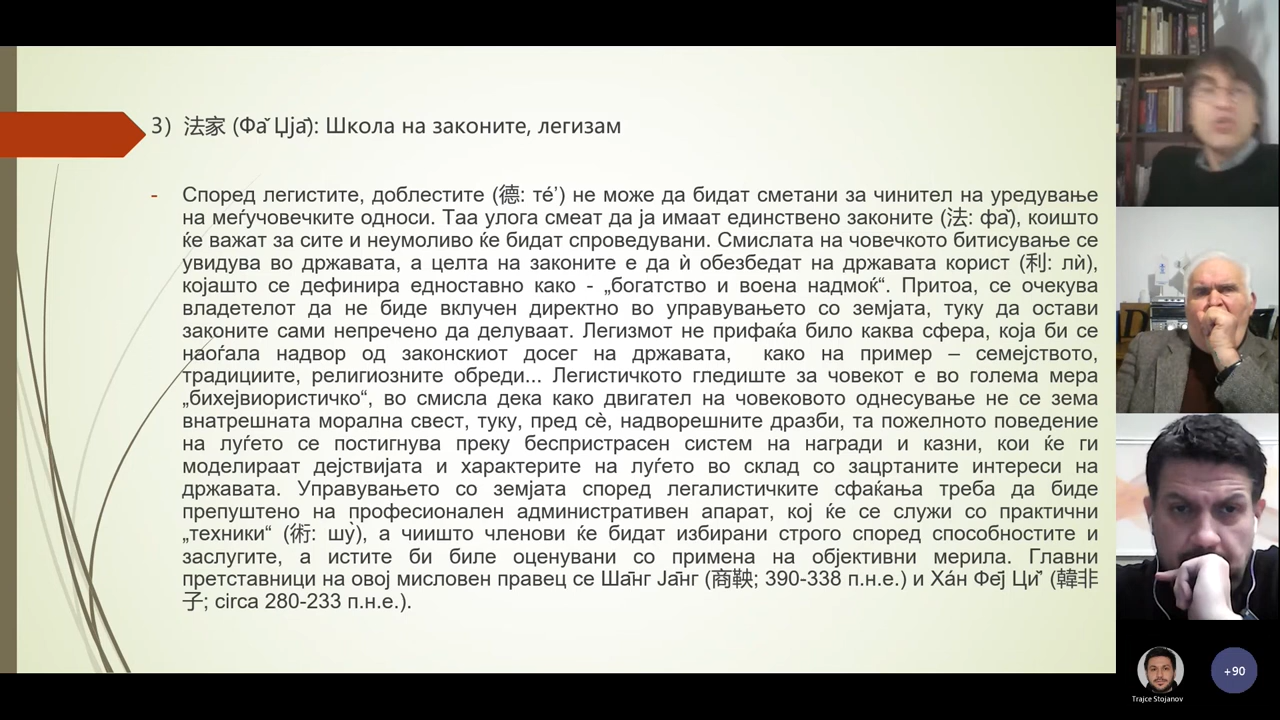 3) 法家 (Фа̌ Џја̄): Школа на законите, легизам
- Според легистите, доблестите (德: те́’) не може да бидат сметани за чинител на уредување
на меѓучовечките односи. Таа улога смеат да ја имаат единствено законите (法: фа̌), коишто
ќе важат за сите и неумоливо ќе бидат спроведувани. Смислата на човечкото битисување се
увидува во државата, а целта на законите е да ѝ обезбедат на државата корист (利: лѝ),
којашто се дефинира едноставно како - „богатство и воена надмоќ“. Притоа, се очекува
владетелот да не биде вклучен директно во управувањето со земјата, туку да остави
законите сами непречено да делуваат. Легизмот не прифаќа било каква сфера, која би се
наоѓала надвор од законскиот досег на државата, како на пример – семејството,
традициите, религиозните обреди... Легистичкото гледиште за човекот е во голема мера
„бихејвиористичко“, во смисла дека како двигател на човековото однесување не се зема
внатрешната морална свест, туку, пред сѐ, надворешните дразби, та пожелното поведение
на луѓето се постигнува преку беспристрасен систем на награди и казни, кои ќе ги
моделираат дејствијата и характерите на луѓето во склад со зацртаните интереси на
државата. Управувањето со земјата според легалистичките сфаќања треба да биде
препуштено на професионален административен апарат, кој ќе се служи со практични
„техники“ (術: шу̀), а чиишто членови ќе бидат избирани строго според способностите и
заслугите, а истите би биле оценувани со примена на објективни мерила. Главни
претставници на овој мисловен правец се Ша̄нг Ја̄нг (商鞅; 390-338 п.н.е.) и Ха́н Фе̄ј Ци̌ (韓非
子; circa 280-233 п.н.е.).
Trajce Stojanov
+90